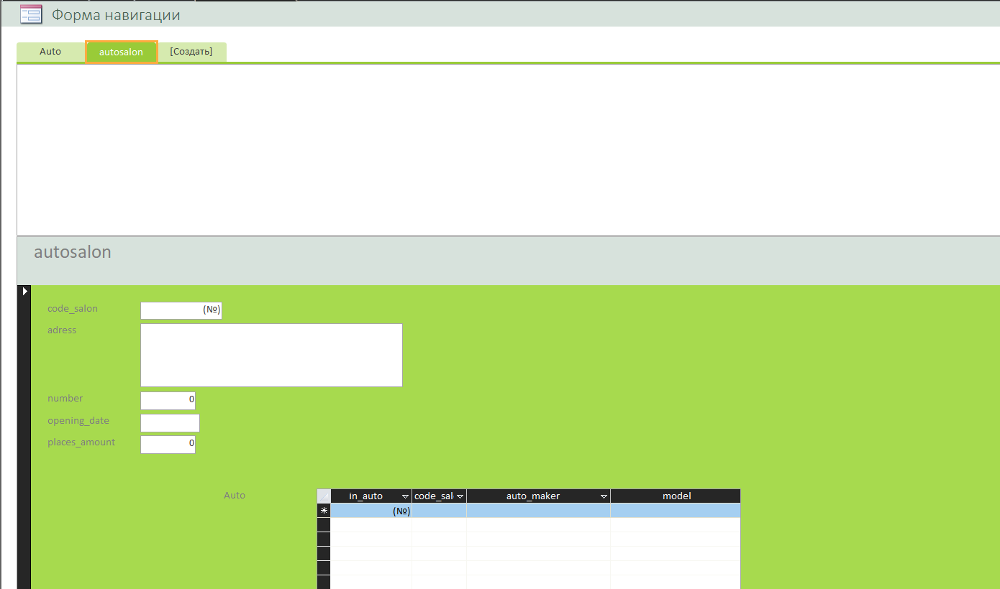 Форма навигации
Auto autosalon [Создать]
autosalon
code_salon (№)
adress
number 0
opening_date
places_amount 0
Auto in_auto code_sal auto_maker model
(№)